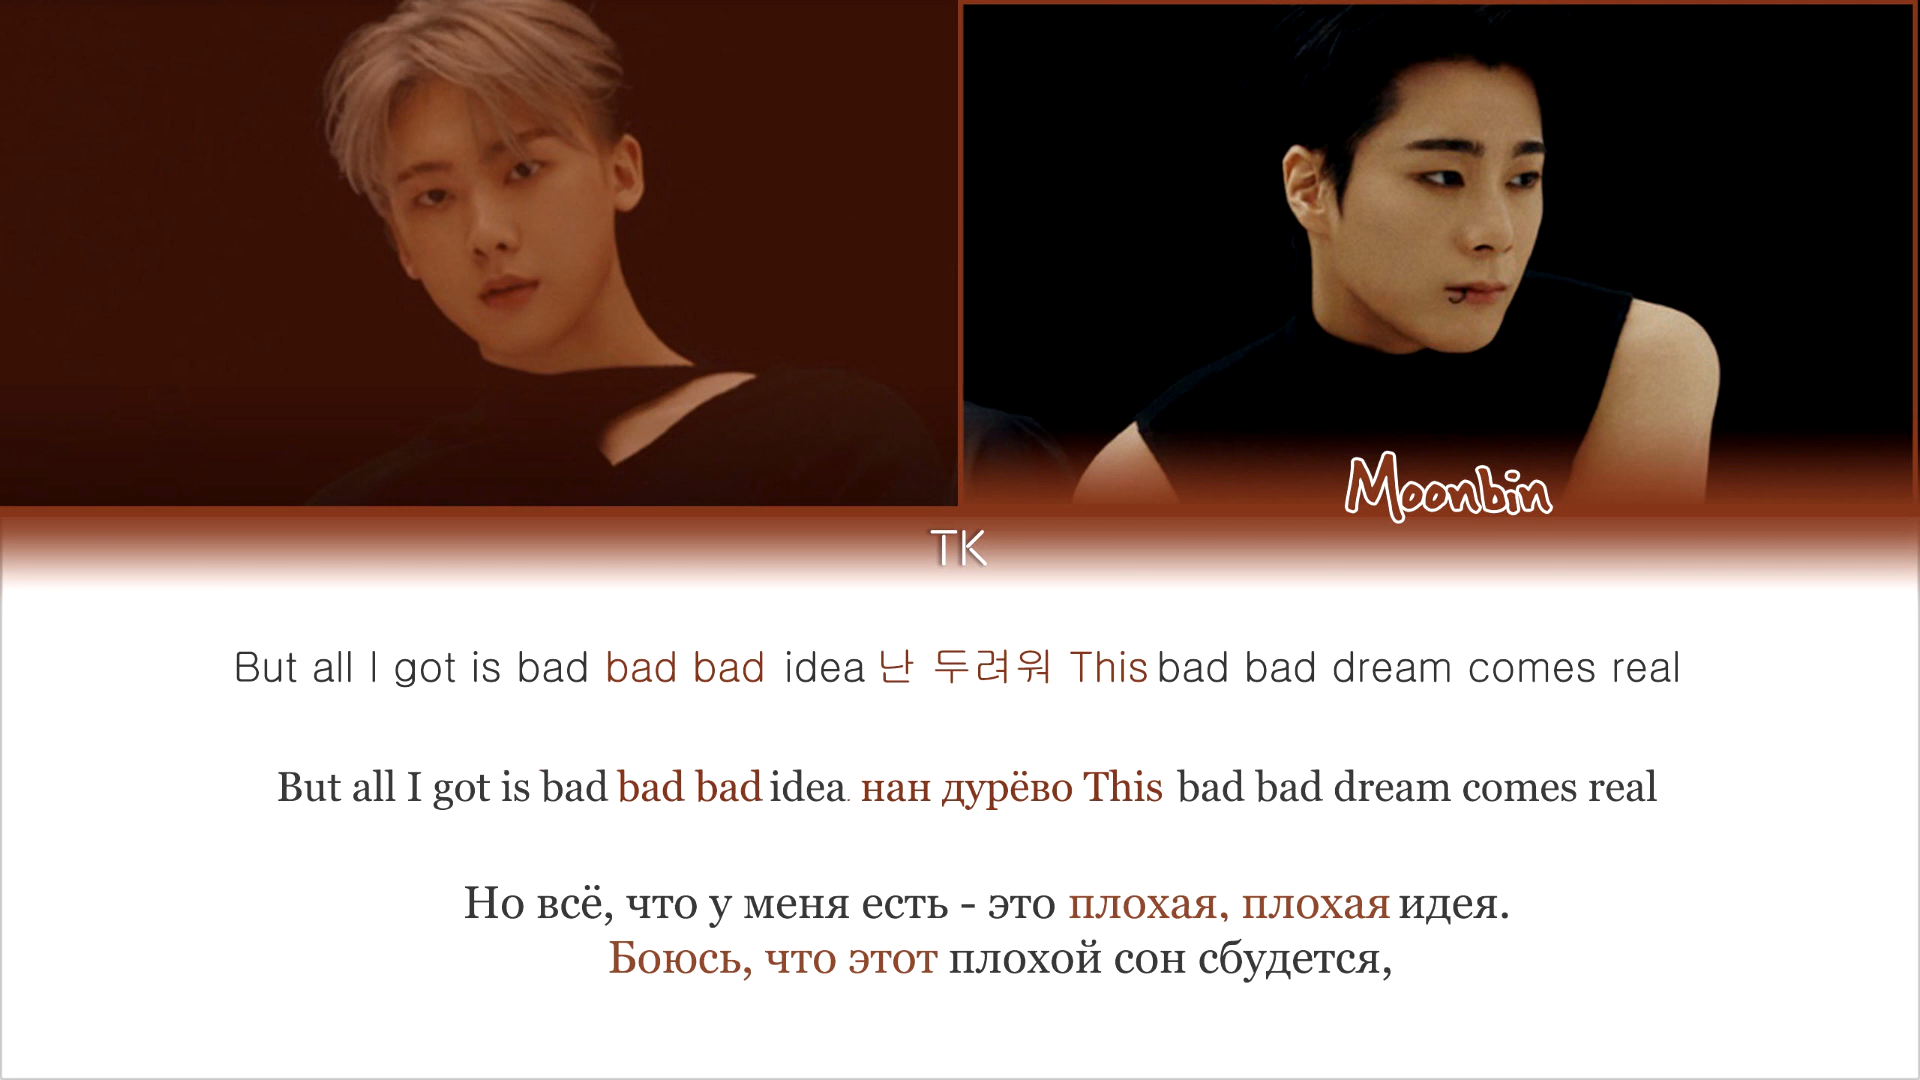 Moonbin
TK
But all I got is bad bad bad idea 난 두려워 This bad bad dream comes real
But all I got is bad bad bad idea. нан дурёво This bad bad dream comes real
Но всё, что у меня есть - это плохая, плохая идея.
Боюсь, что этот плохой сон сбудется,